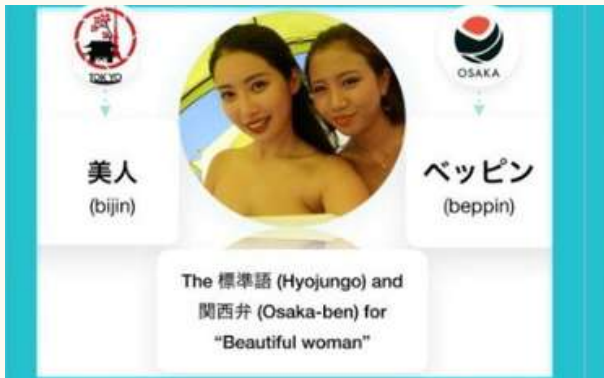 TOKYO
OSAKA
美人
(bijin)
ベッピン
(beppin)
The 標準語 (Hyojungo) and
関西弁 (Osaka-ben) for
“Beautiful woman”